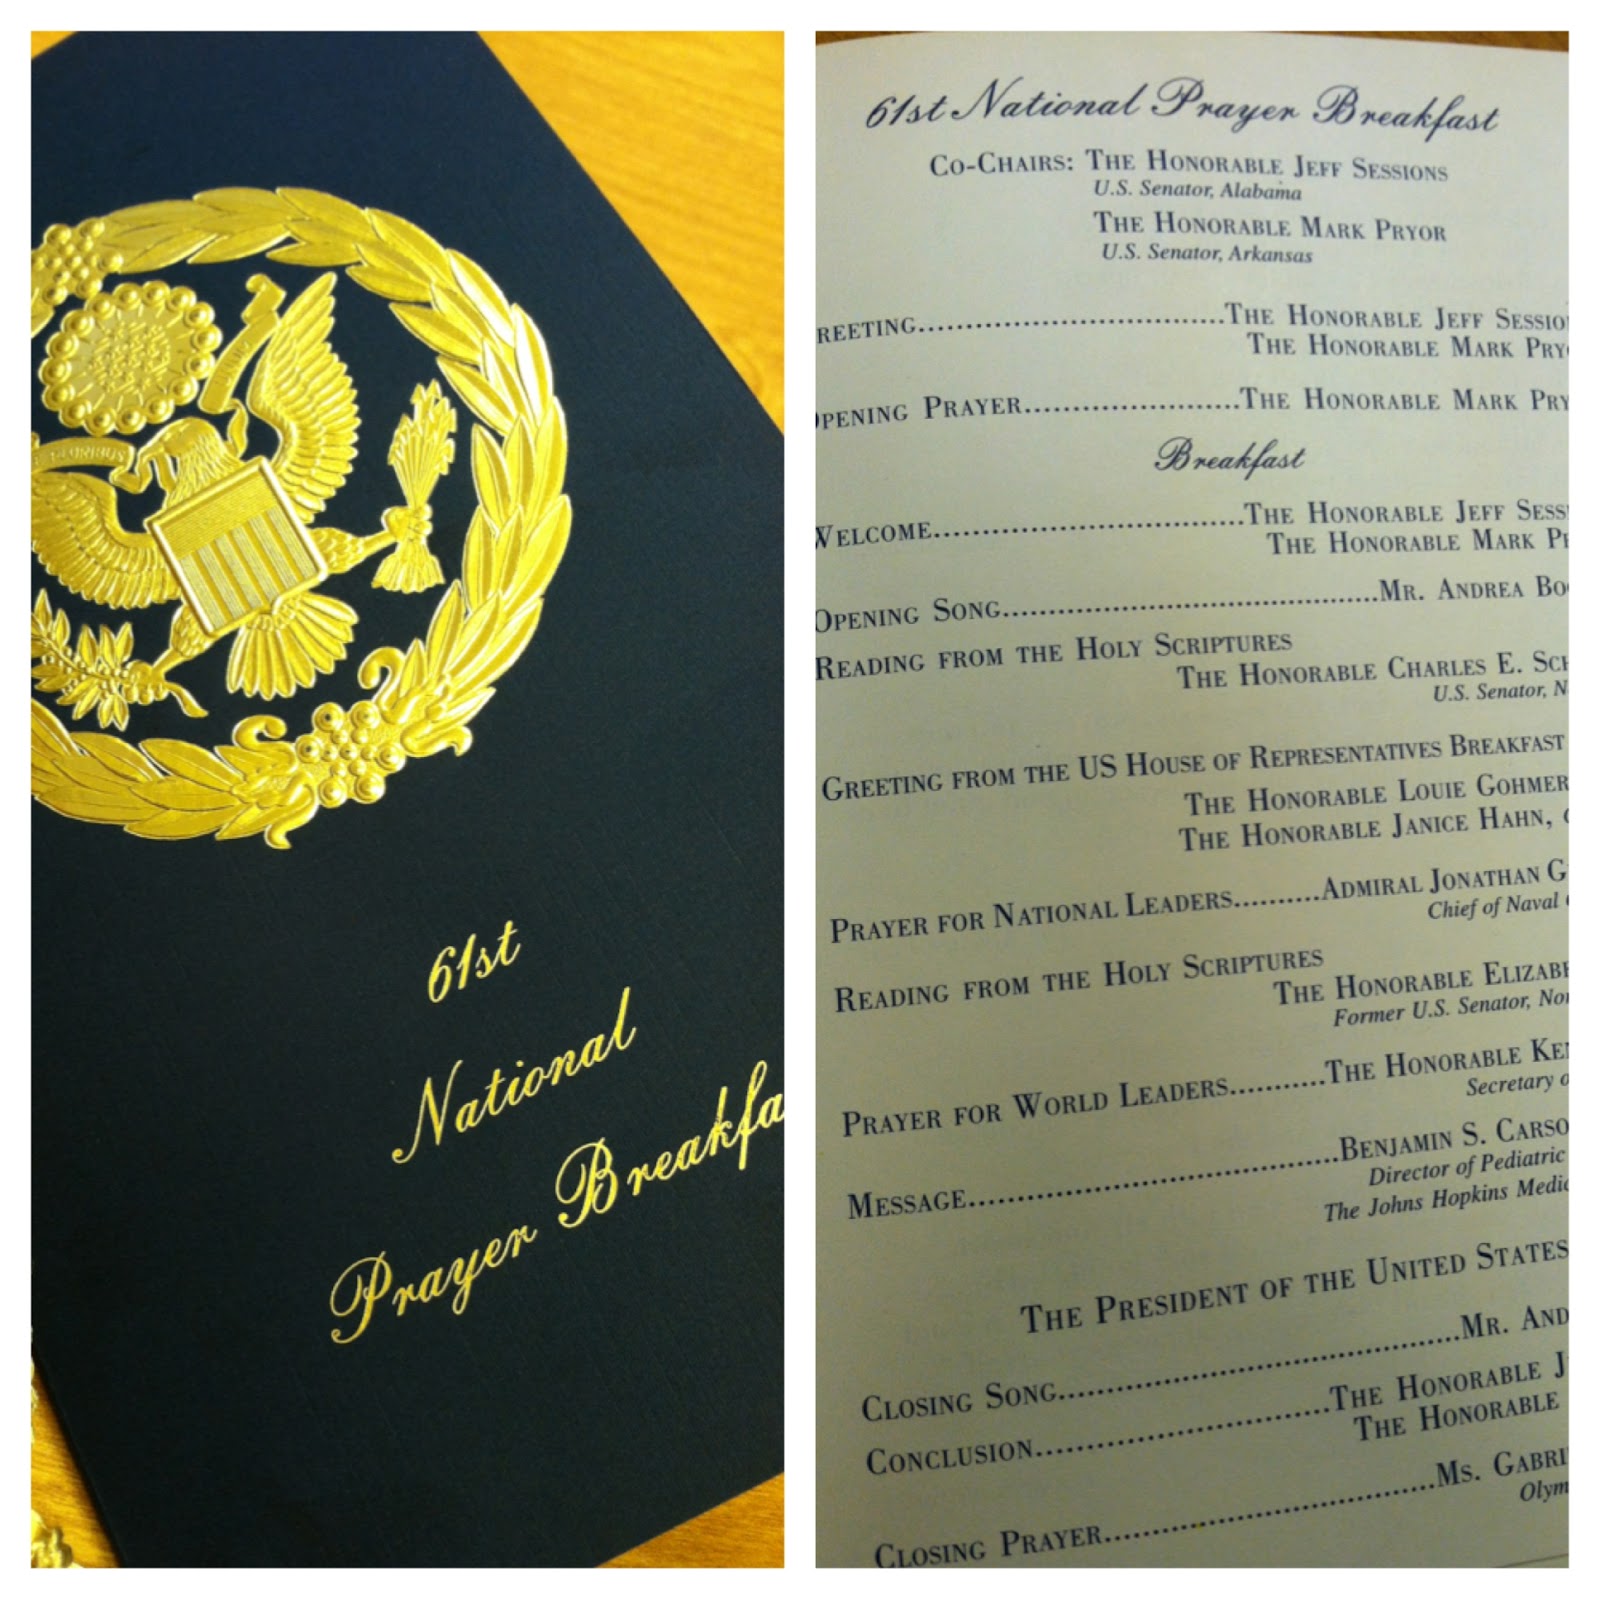 PLURIBUS
UNUM
61st
National
Prayer Breakfa
61st National Prayer Breakfast
CO-CHAIRS: THE HONORABLE JEFF SESSIONS
U.S. Senator, Alabama
THE HONORABLE MARK PRYOR
U.S. Senator, Arkansas
REETING................................THE HONORABLE JEFF SESSIO
THE HONORABLE MARK PRY
OPENING PRAYER......................THE HONORABLE MARK PRY
Breakfast
WELCOME................................THE HONORABLE JEFF SESS
THE HONORABLE MARK P
OPENING SONG.......................................MR. ANDREA BO
READING FROM THE HOLY SCRIPTURES
THE HONORABLE CHARLES E. SCH
U.S. Senator, N
GREETING FROM THE US HOUSE OF REPRESENTATIVES BREAKFAST
THE HONORABLE LOUIE GOHMER
THE HONORABLE JANICE HAHN,
PRAYER FOR NATIONAL LEADERS..........ADMIRAL JONATHAN G
Chief of Naval
READING FROM THE HOLY SCRIPTURES
THE HONORABLE ELIZAB
Former U.S. Senator, Nor
PRAYER FOR WORLD LEADERS...........THE HONORABLE KEN
Secretary o
MESSAGE......................................BENJAMIN S. CARSO
Director of Pediatric
The Johns Hopkins Medic
THE PRESIDENT OF THE UNITED STATES
CLOSING SONG..........................................MR. AND
CONCLUSION..............................THE HONORABLE J
THE HONORABLE
CLOSING PRAYER..................................MS. GABRI
Olym